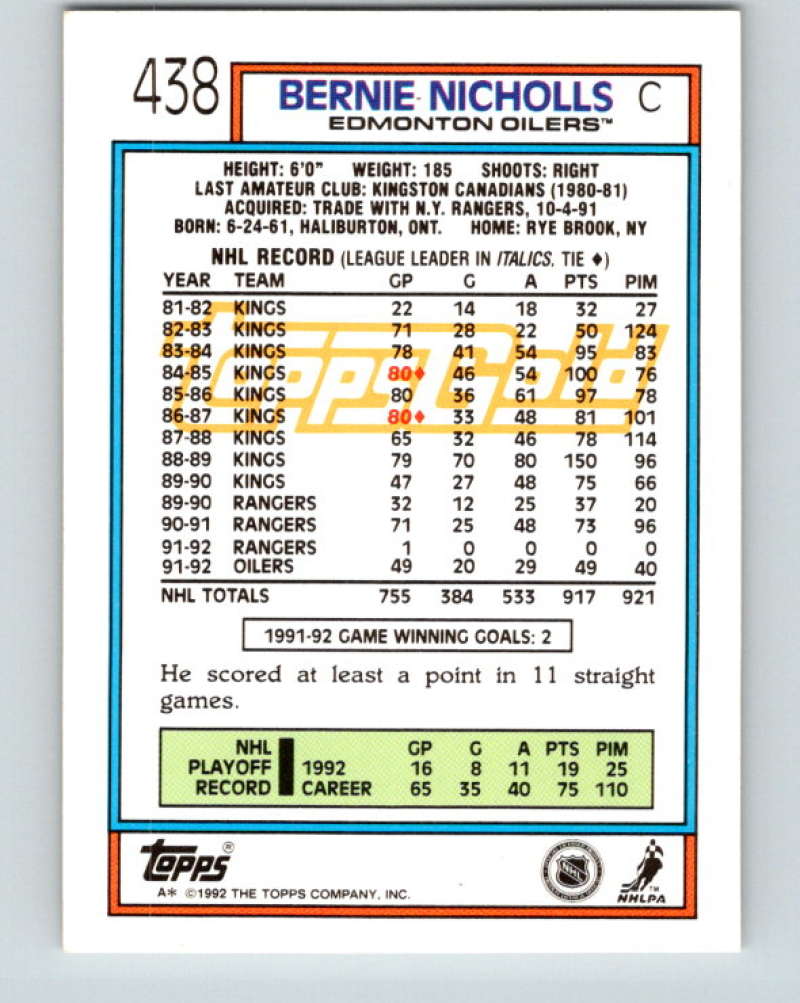 438 BERNIE NICHOLLS C
EDMONTON OILERS™
HEIGHT: 6'0" WEIGHT: 185 SHOOTS: RIGHT
LAST AMATEUR CLUB: KINGSTON CANADIANS (1980-81)
ACQUIRED: TRADE WITH N.Y. RANGERS, 10-4-91
BORN: 6-24-61, HALIBURTON, ONT. HOME: RYE BROOK, NY
NHL RECORD (LEAGUE LEADER IN ITALICS. TIE ♦)
YEAR TEAM GP G A PTS PIM
81-82 KINGS 22 14 18 32 27
82-83 KINGS 71 28 22 50 124
83-84 KINGS 78 41 54 95 83
84-85 KINGS 80♦ 46 54 100 76
85-86 KINGS 80 36 61 97 78
86-87 KINGS 80♦ 33 48 81 101
87-88 KINGS 65 32 46 78 114
88-89 KINGS 79 70 80 150 96
89-90 KINGS 47 27 48 75 66
89-90 RANGERS 32 12 25 37 20
90-91 RANGERS 71 25 48 73 96
91-92 RANGERS 1 0 0 0 0
91-92 OILERS 49 20 29 49 40
Topps Gold
NHL TOTALS 755 384 533 917 921
1991-92 GAME WINNING GOALS: 2
He scored at least a point in 11 straight
games.
NHL GP G A PTS PIM
PLAYOFF 1992 16 8 11 19 25
RECORD CAREER 65 35 40 75 110
TOPPS®
A* ©1992 THE TOPPS COMPANY, INC.
NHL
™
NHLPA